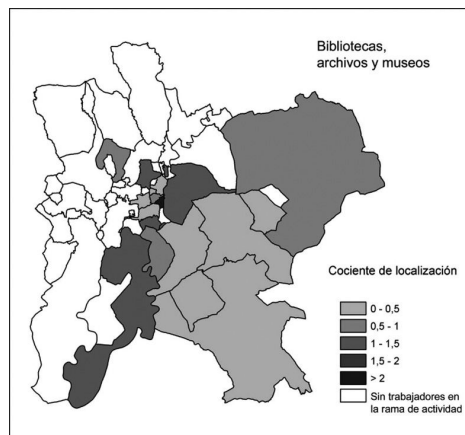 Bibliotecas,
archivos y museos
Cociente de localización
0 - 0,5
0,5 - 1
1 - 1,5
1,5 - 2
> 2
Sin trabajadores en
la rama de actividad